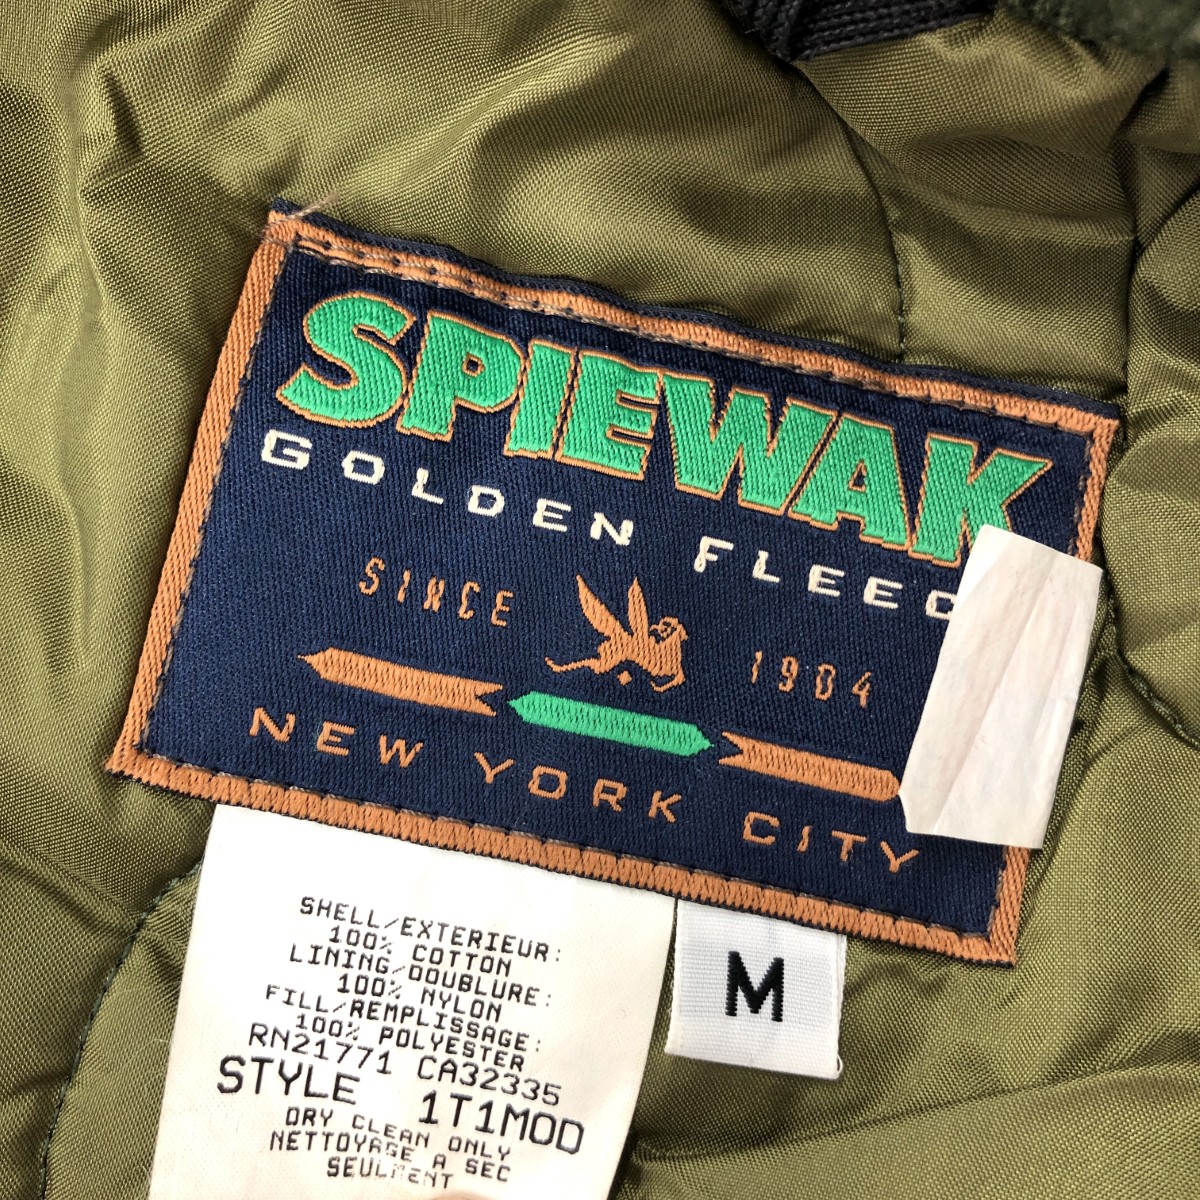 SPIEWAK
GOLDEN FLEEC
SINCE 1904
NEW YORK CITY
M
SHELL/EXTERIEUR:
100% COTTON
LINING/DOUBLURE:
100% NYLON
FILL/REMPLISSAGE:
100% POLYESTER
RN21771 CA32335
STYLE 1T1MOD
DRY CLEAN ONLY
NETTOYAGE A SEC
SEULMENT